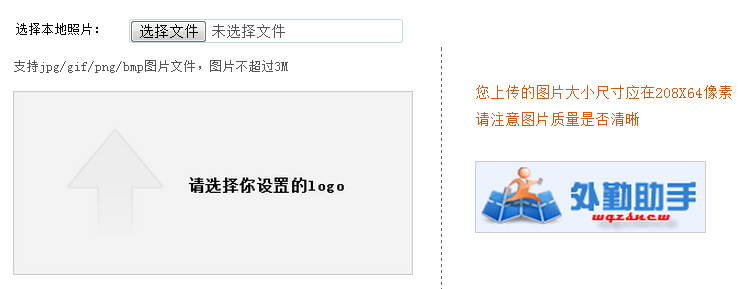 选择本地照片：
选择文件 未选择文件
支持jpg/gif/png/bmp图片文件，图片不超过3M
请选择你设置的logo
您上传的图片大小尺寸应在208X64像素
请注意图片质量是否清晰
外勤助手